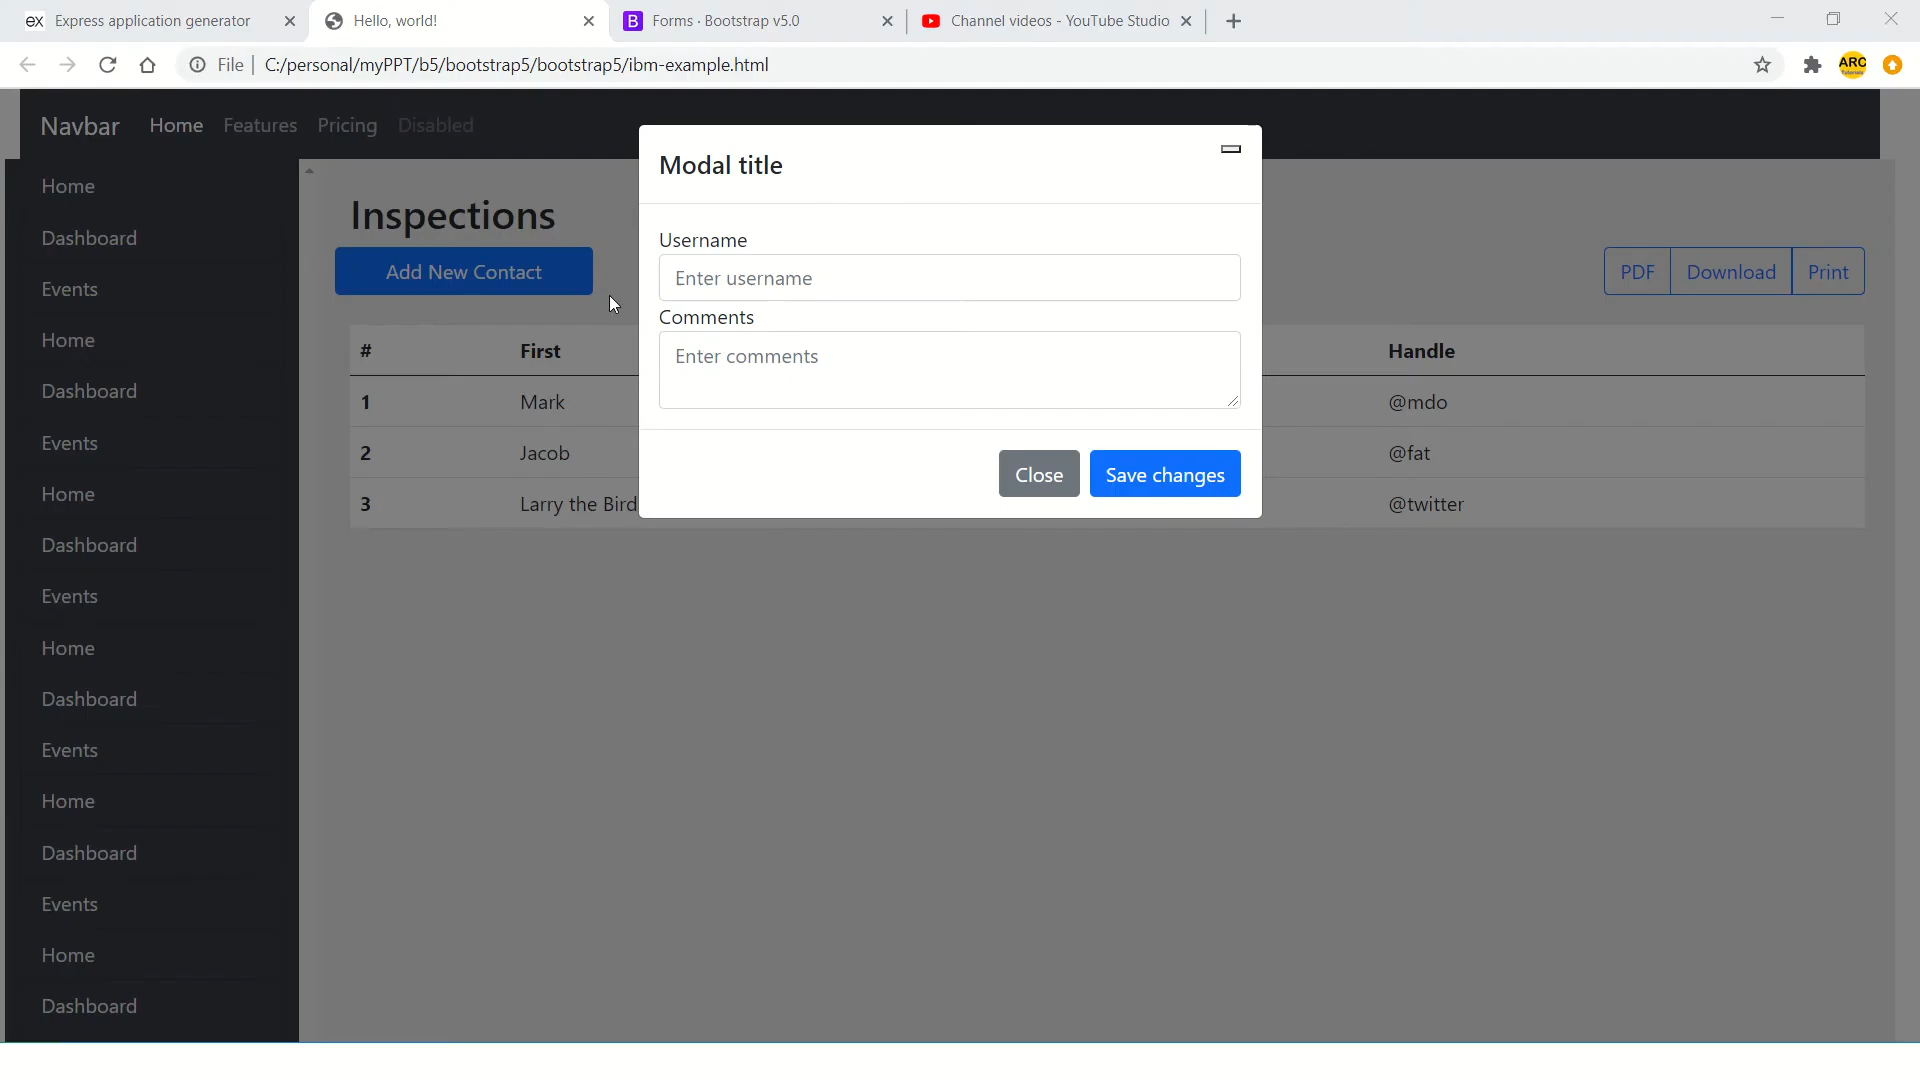 Express application generator
Hello, world!
Forms · Bootstrap v5.0
Channel videos - YouTube Studio
File | C:/personal/myPPT/b5/bootstrap5/bootstrap5/ibm-example.html
ARC
Navbar Home Features Pricing Disabled
Home
Dashboard
Events
Home
Dashboard
Events
Home
Dashboard
Events
Home
Dashboard
Events
Home
Dashboard
Events
Home
Dashboard
Inspections
Add New Contact
PDF Download Print
# First Handle
1 Mark @mdo
2 Jacob @fat
3 Larry the Bird @twitter
Modal title
Username
Enter username
Comments
Enter comments
Close Save changes